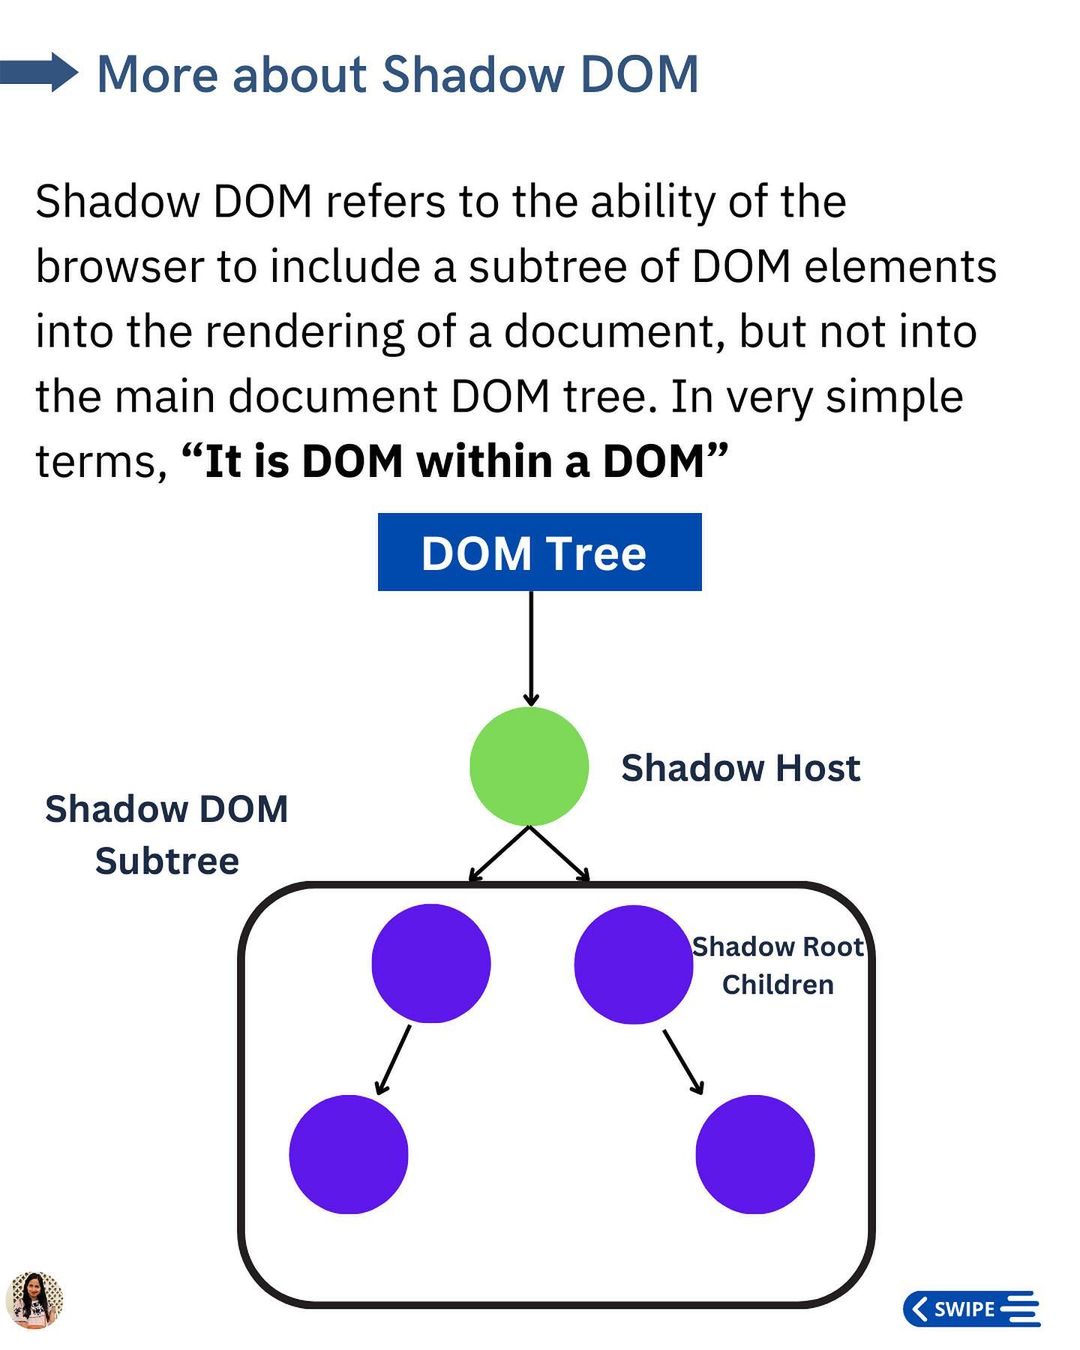 More about Shadow DOM
Shadow DOM refers to the ability of the
browser to include a subtree of DOM elements
into the rendering of a document, but not into
the main document DOM tree. In very simple
terms, “It is DOM within a DOM”
DOM Tree
Shadow Host
Shadow DOM
Subtree
Shadow Root
Children
SWIPE